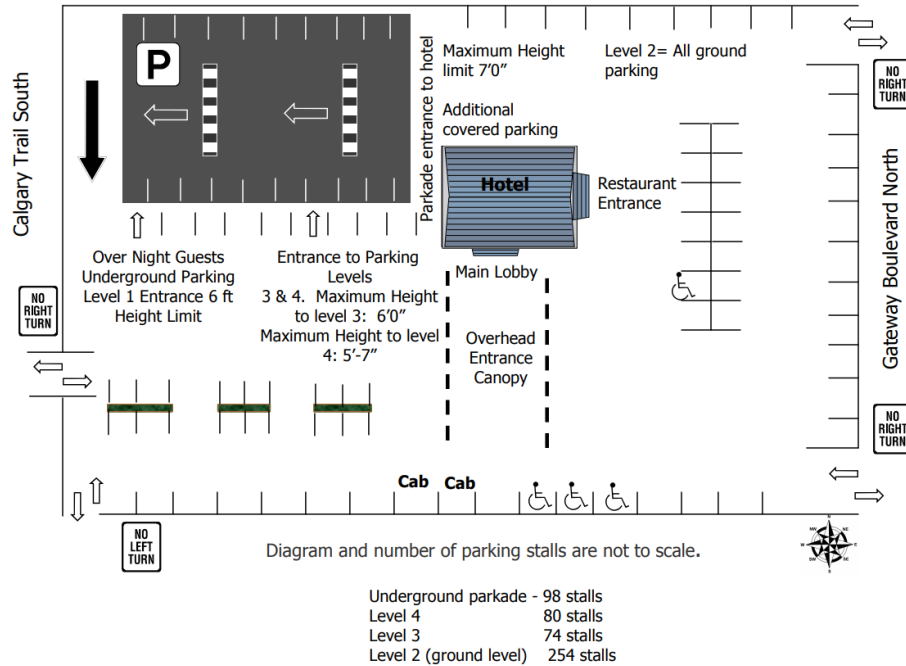 Calgary Trail South
P
Parkade entrance to hotel
Maximum Height
limit 7’0”
Level 2= All ground
parking
NO
RIGHT
TURN
Additional
covered parking
Hotel
Restaurant
Entrance
Gateway Boulevard North
Over Night Guests
Underground Parking
Level 1 Entrance 6 ft
Height Limit
Entrance to Parking
Levels
3 & 4. Maximum Height
to level 3: 6’0”
Maximum Height to level
4: 5’-7”
Main Lobby
NO
RIGHT
TURN
Overhead
Entrance
Canopy
NO
RIGHT
TURN
Cab
Cab
NO
LEFT
TURN
Diagram and number of parking stalls are not to scale.
N
NE
E
SE
S
SW
W
NW
Underground parkade - 98 stalls
Level 4 80 stalls
Level 3 74 stalls
Level 2 (ground level) 254 stalls